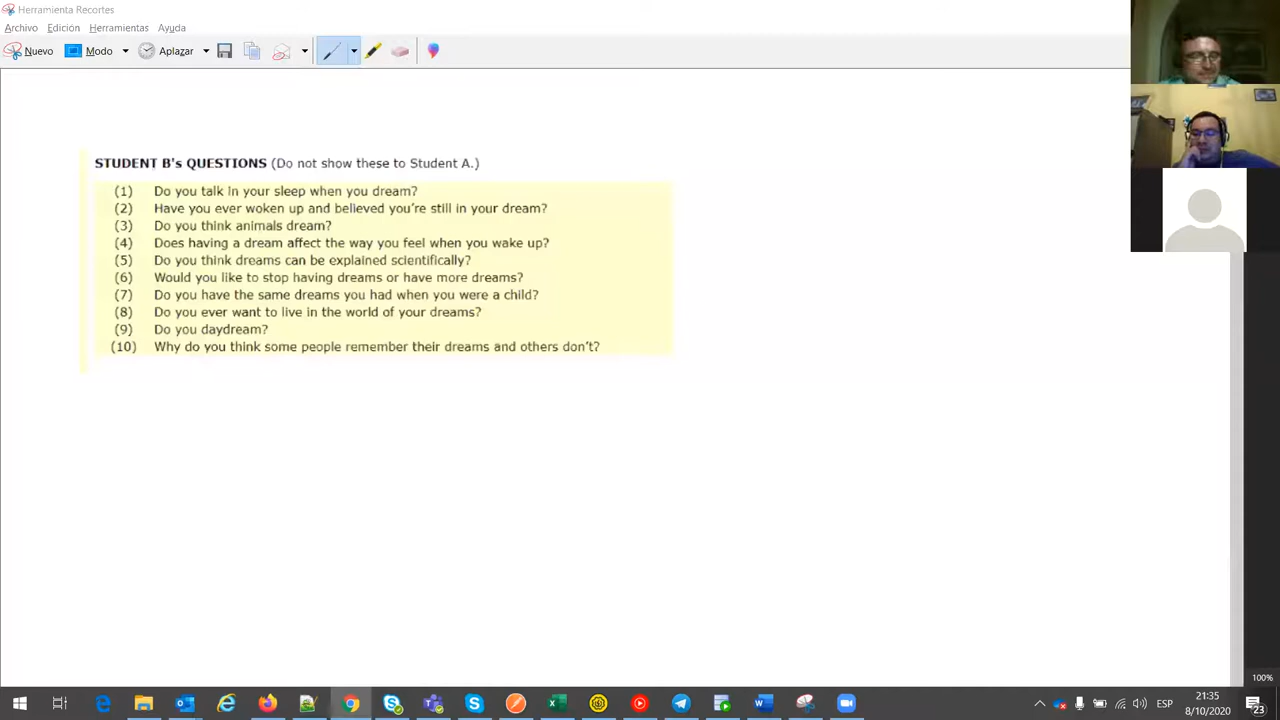 Herramienta Recortes
Archivo Edición Herramientas Ayuda
Nuevo Modo Aplazar
STUDENT B's QUESTIONS (Do not show these to Student A.)
(1) Do you talk in your sleep when you dream?
(2) Have you ever woken up and believed you're still in your dream?
(3) Do you think animals dream?
(4) Does having a dream affect the way you feel when you wake up?
(5) Do you think dreams can be explained scientifically?
(6) Would you like to stop having dreams or have more dreams?
(7) Do you have the same dreams you had when you were a child?
(8) Do you ever want to live in the world of your dreams?
(9) Do you daydream?
(10) Why do you think some people remember their dreams and others don't?
100%
21:35
ESP
8/10/2020
23